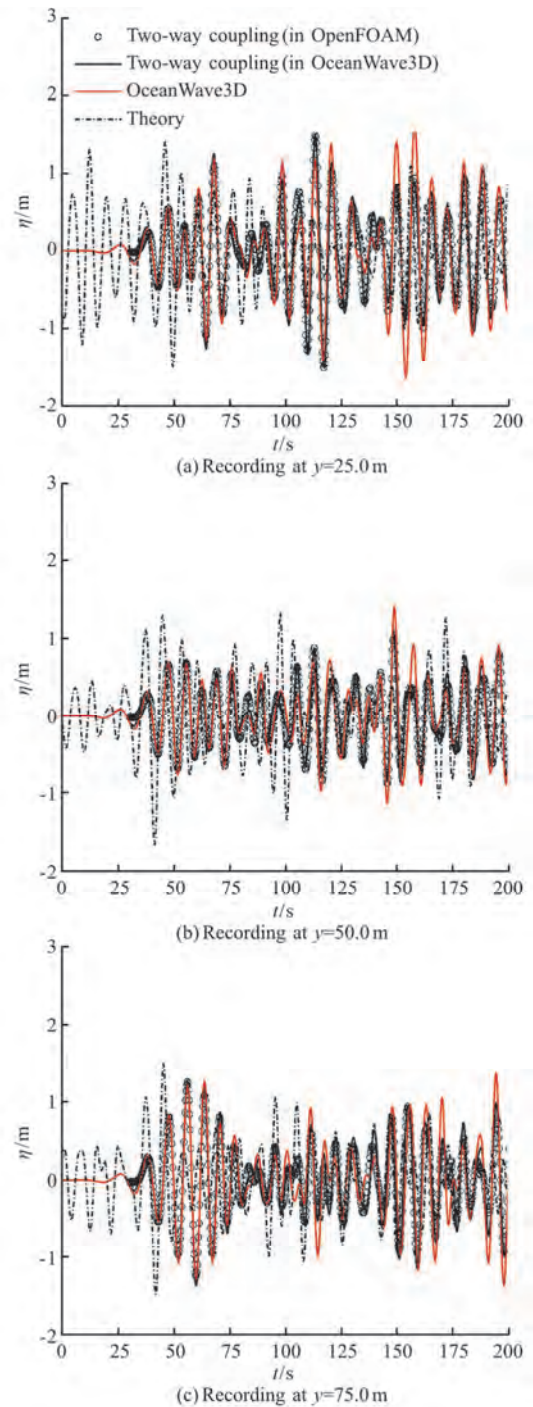 3
Two-way coupling (in OpenFOAM)
Two-way coupling (in OceanWave3D)
2
OceanWave3D
Theory
1
η/m
0
-1
-2
0 25 50 75 100 125 150 175 200
t/s
(a) Recording at y=25.0 m
3
2
1
η/m
0
-1
-2
0 25 50 75 100 125 150 175 200
t/s
(b) Recording at y=50.0 m
3
2
1
η/m
0
-1
-2
0 25 50 75 100 125 150 175 200
t/s
(c) Recording at y=75.0 m